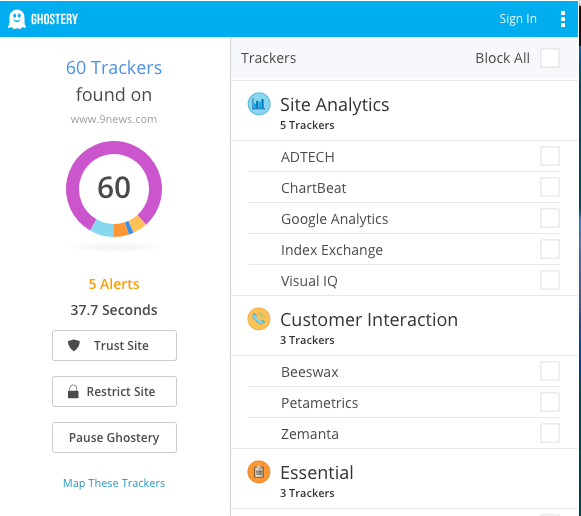 GHOSTERY
Sign In
60 Trackers
found on
www.9news.com
60
5 Alerts
37.7 Seconds
Trust Site
Restrict Site
Pause Ghostery
Map These Trackers
Trackers
Block All
Site Analytics
5 Trackers
ADTECH
ChartBeat
Google Analytics
Index Exchange
Visual IQ
Customer Interaction
3 Trackers
Beeswax
Petametrics
Zemanta
Essential
3 Trackers